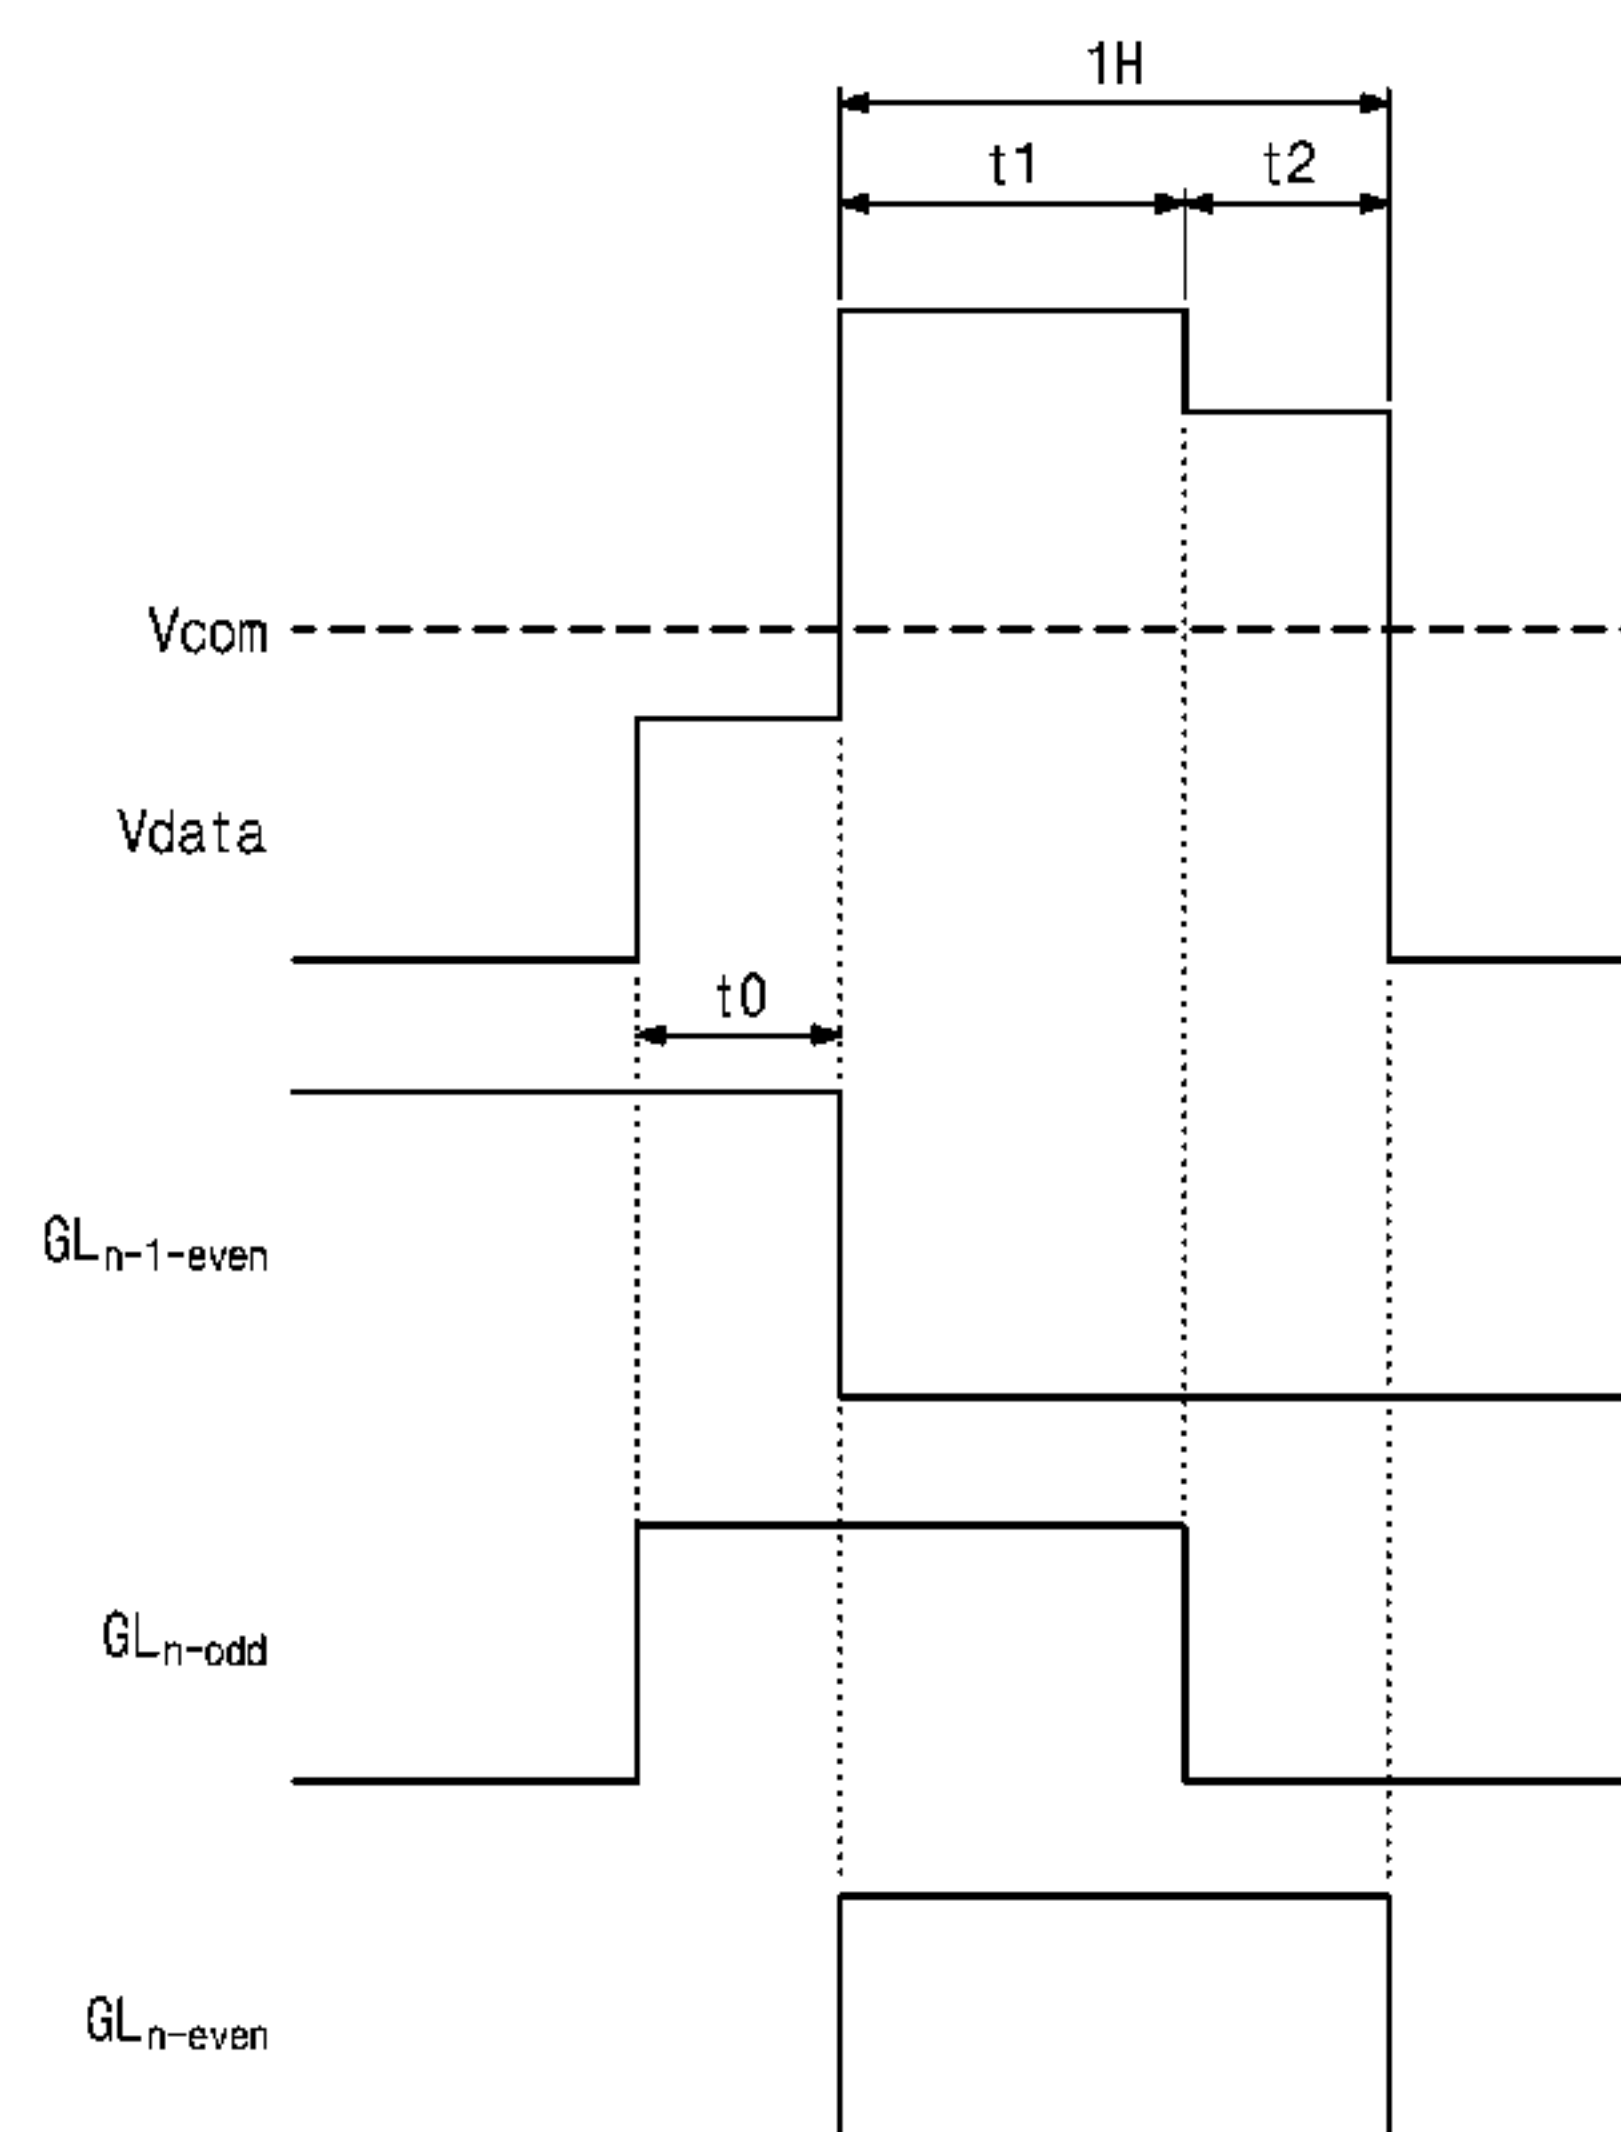 1H
t1 t2
Vcom
Vdata
t0
GLn-1-even
GLn-odd
GLn-even